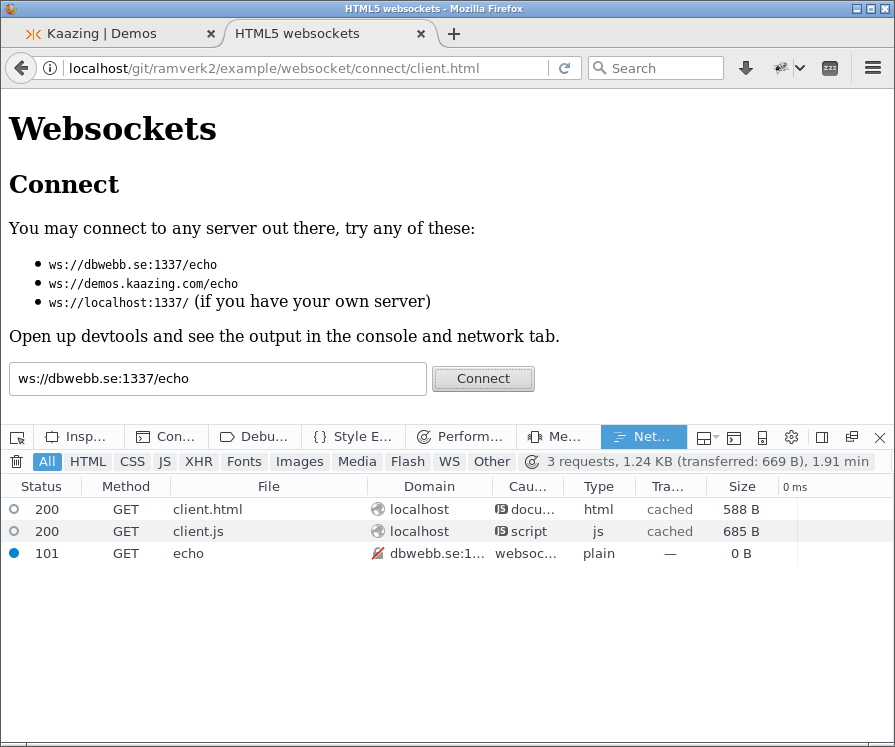 HTML5 websockets - Mozilla Firefox
Kaazing | Demos
HTML5 websockets
localhost/git/ramverk2/example/websocket/connect/client.html
Search
zzz
Websockets
Connect
You may connect to any server out there, try any of these:
ws://dbwebb.se:1337/echo
ws://demos.kaazing.com/echo
ws://localhost:1337/ (if you have your own server)
Open up devtools and see the output in the console and network tab.
ws://dbwebb.se:1337/echo Connect
Insp... Con... Debu... { } Style E... Perform... Me... Net...
All HTML CSS JS XHR Fonts Images Media Flash WS Other 3 requests, 1.24 KB (transferred: 669 B), 1.91 min
Status Method File Domain Cau... Type Tra... Size 0 ms
200 GET client.html localhost JS docu... html cached 588 B
200 GET client.js localhost JS script js cached 685 B
101 GET echo dbwebb.se:1... websoc... plain — 0 B